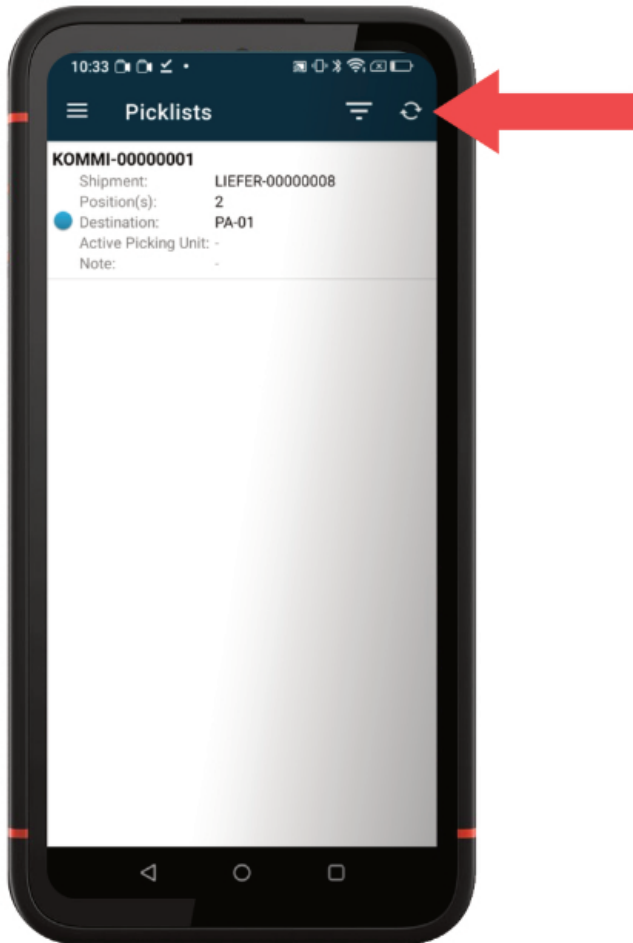 10:33
Picklists
KOMMI-00000001
Shipment: LIEFER-00000008
Position(s): 2
Destination: PA-01
Active Picking Unit: -
Note: -